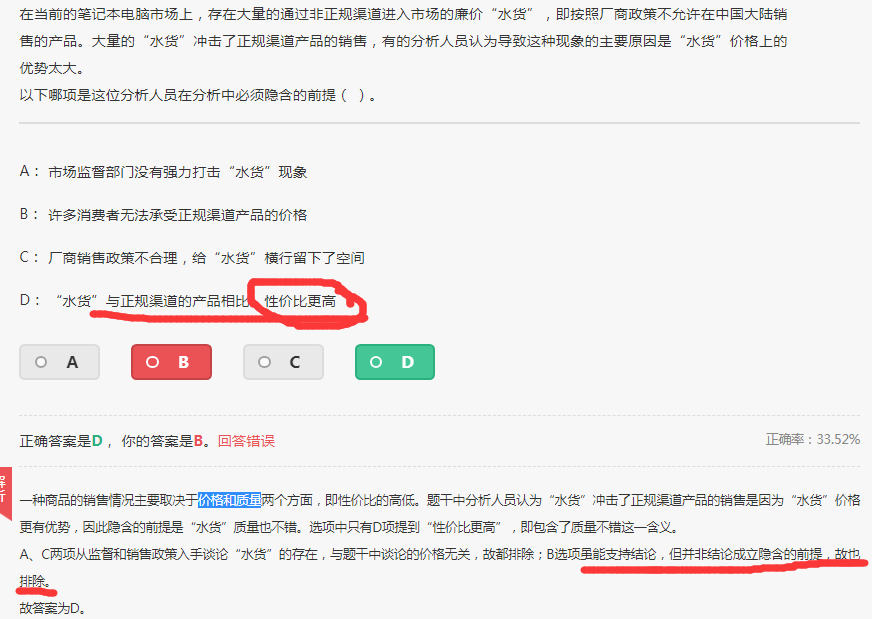 在当前的笔记本电脑市场上，存在大量的通过非正规渠道进入市场的廉价“水货”，即按照厂商政策不允许在中国大陆销
售的产品。大量的“水货”冲击了正规渠道产品的销售，有的分析人员认为导致这种现象的主要原因是“水货”价格上的
优势太大。
以下哪项是这位分析人员在分析中必须隐含的前提（ ）。
A： 市场监督部门没有强力打击“水货”现象
B： 许多消费者无法承受正规渠道产品的价格
C： 厂商销售政策不合理，给“水货”横行留下了空间
D： “水货”与正规渠道的产品相比，性价比更高
A B C D
正确答案是D， 你的答案是B。回答错误 正确率：33.52%
解析
一种商品的销售情况主要取决于价格和质量两个方面，即性价比的高低。题干中分析人员认为“水货”冲击了正规渠道产品的销售是因为“水货”价格
更有优势，因此隐含的前提是“水货”质量也不错。选项中只有D项提到“性价比更高”，即包含了质量不错这一含义。
A、C两项从监督和销售政策入手谈论“水货”的存在，与题干中谈论的价格无关，故都排除；B选项虽能支持结论，但并非结论成立隐含的前提，故也
排除。
故答案为D。